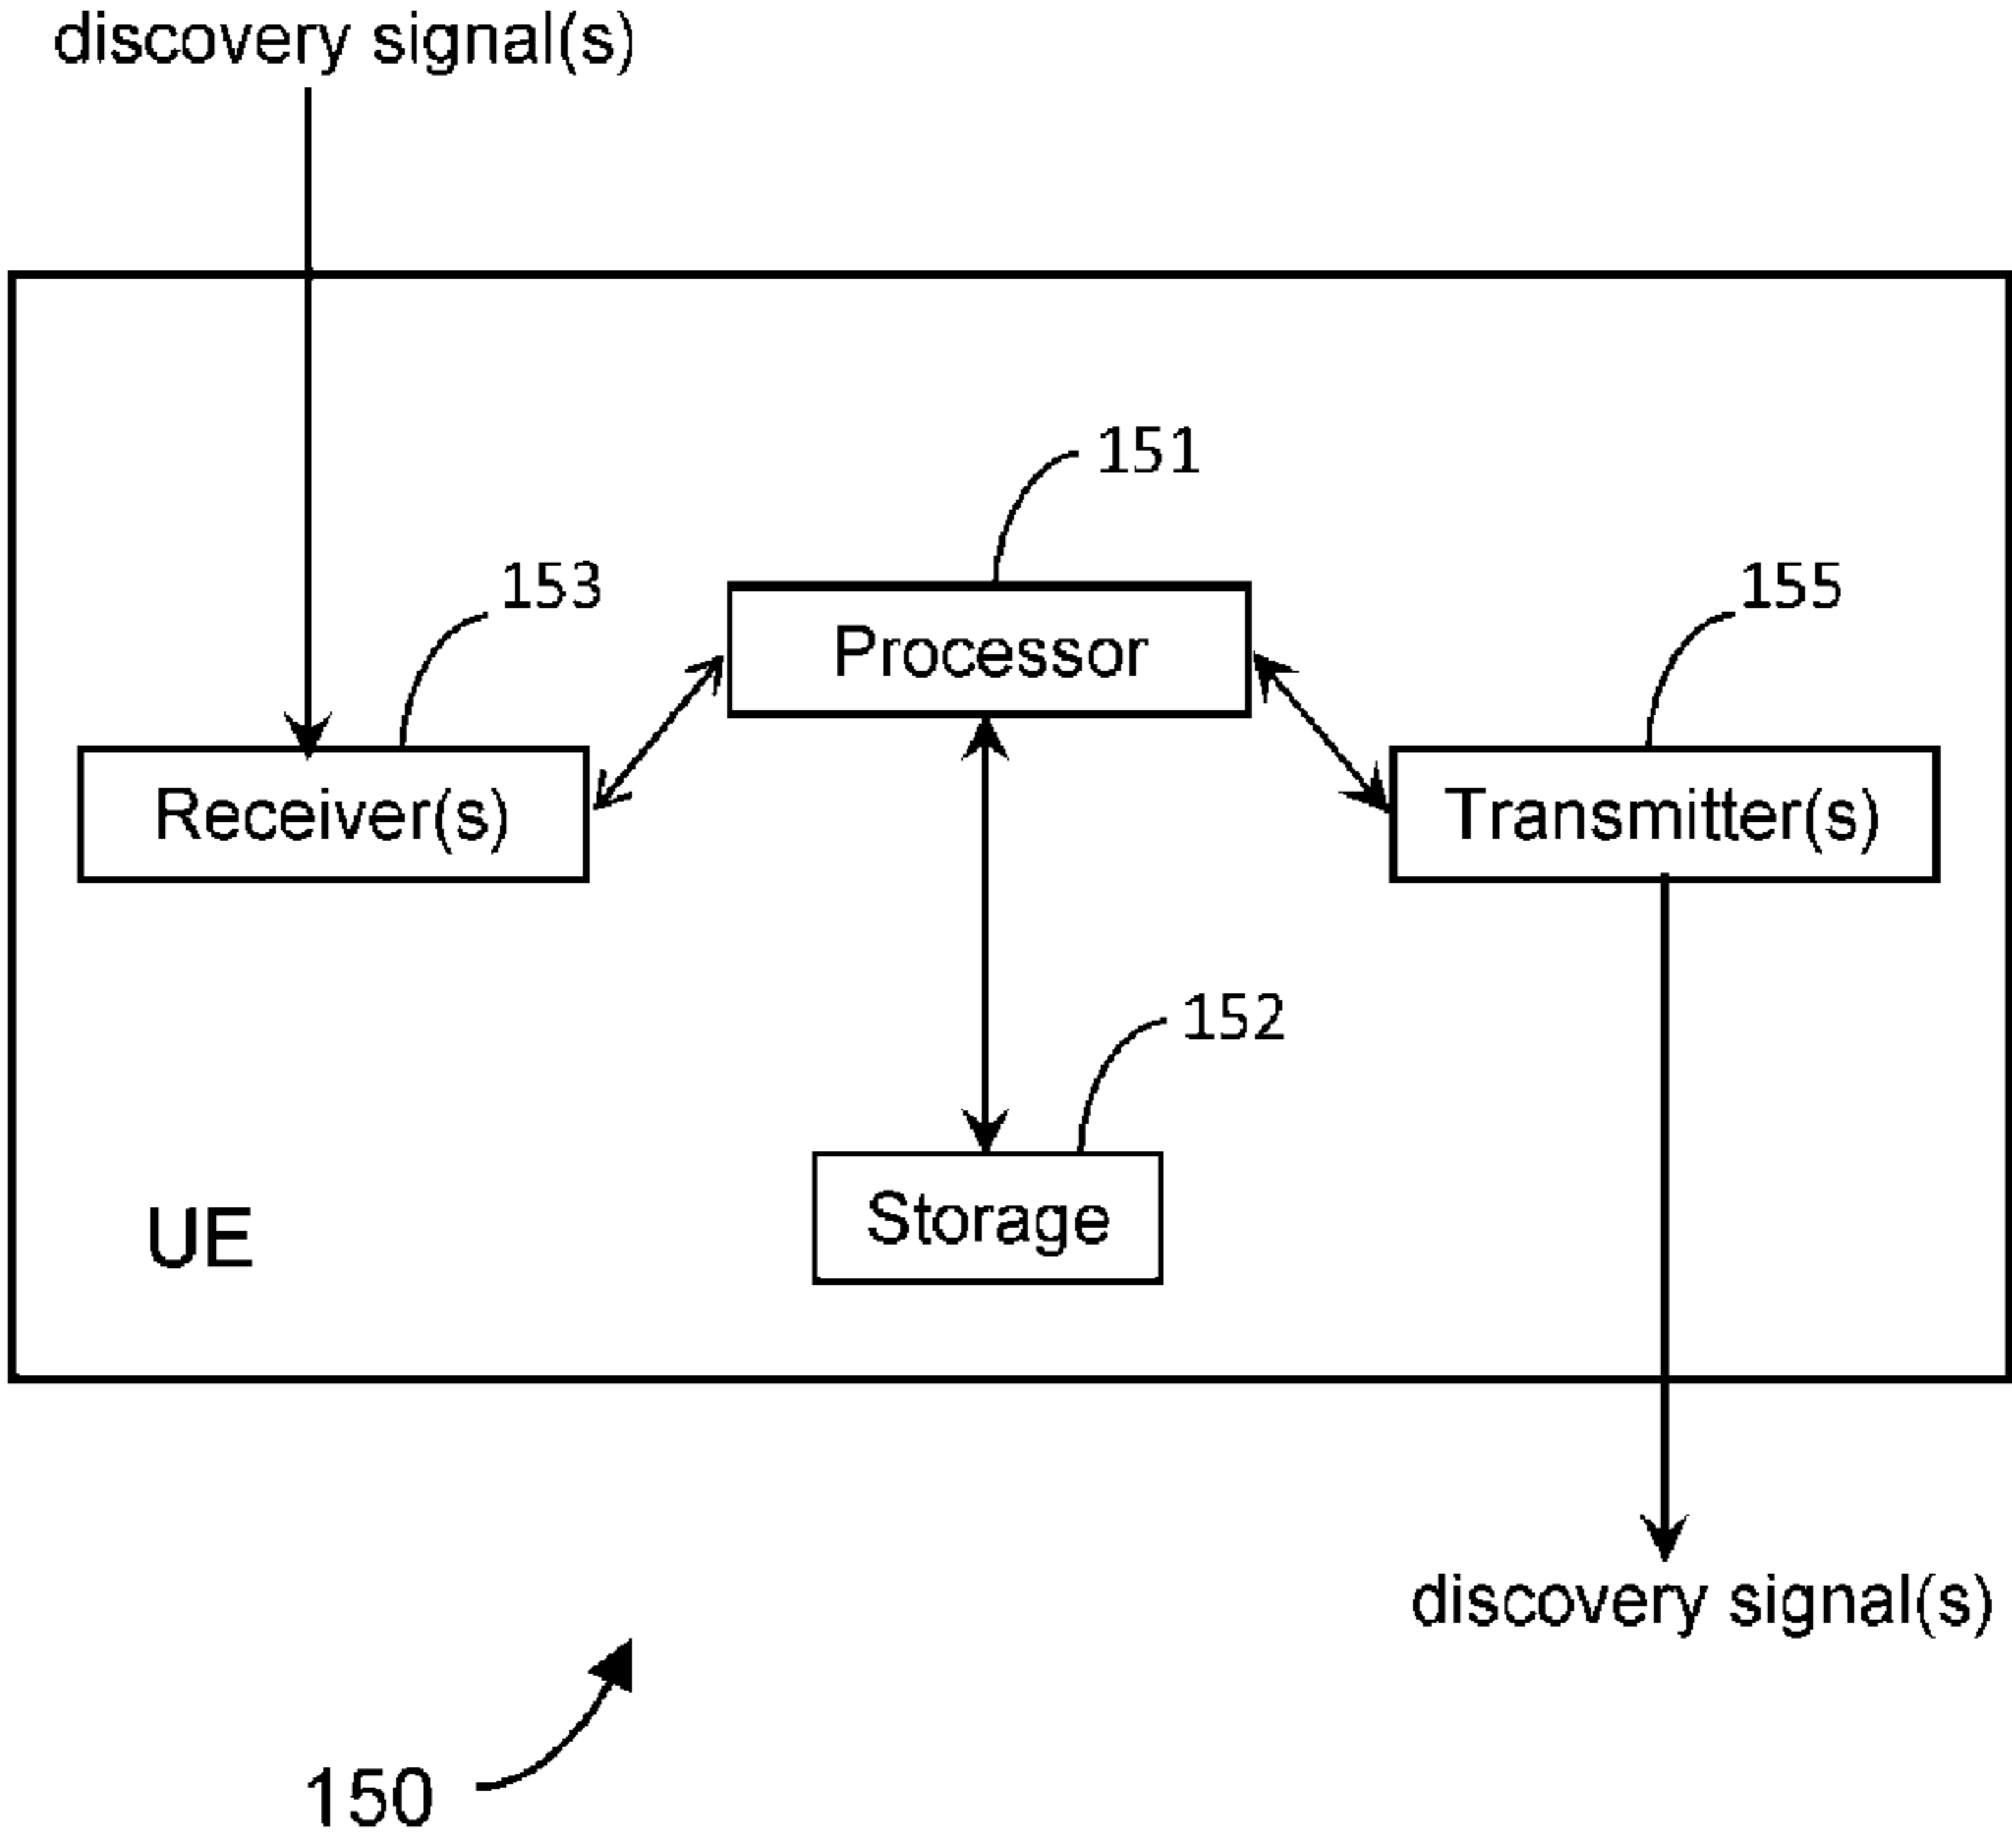 discovery signal(s)
151
153
155
Processor
Receiver(s)
Transmitter(s)
152
Storage
UE
discovery signal(s)
150